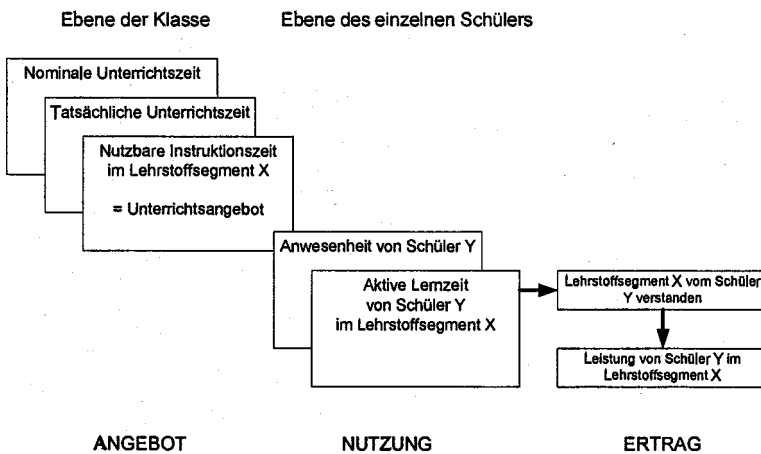 Ebene der Klasse
Ebene des einzelnen Schülers
Nominale Unterrichtszeit
Tatsächliche Unterrichtszeit
Nutzbare Instruktionszeit
im Lehrstoffsegment X
= Unterrichtsangebot
Anwesenheit von Schüler Y
Aktive Lernzeit
von Schüler Y
im Lehrstoffsegment X
Lehrstoffsegment X vom Schüler
Y verstanden
Leistung von Schüler Y im
Lehrstoffsegment X
ANGEBOT
NUTZUNG
ERTRAG